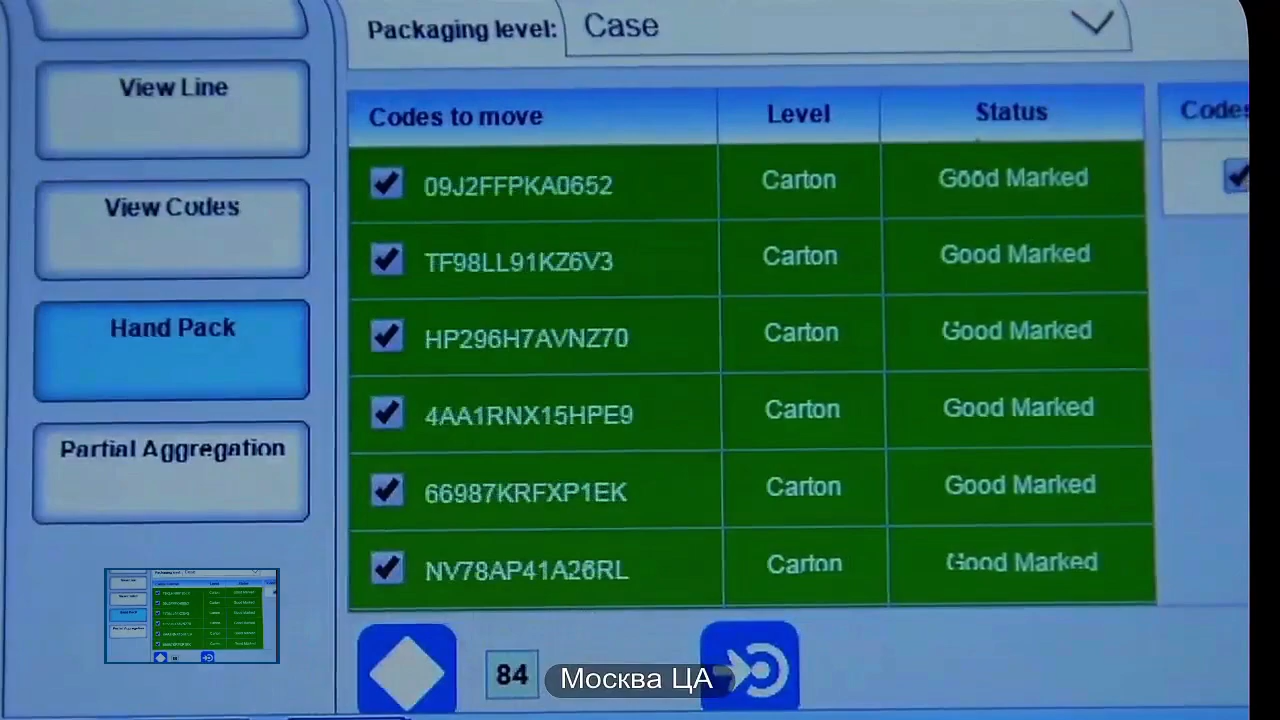 Packaging level: Case
View Line
View Codes
Hand Pack
Partial Aggregation
Codes to move Level Status
09J2FFPKA0652 Carton Good Marked
TF98LL91KZ6V3 Carton Good Marked
HP296H7AVNZ70 Carton Good Marked
4AA1RNX15HPE9 Carton Good Marked
66987KRFXP1EK Carton Good Marked
NV78AP41A26RL Carton Good Marked
Codes
84
Москва ЦА